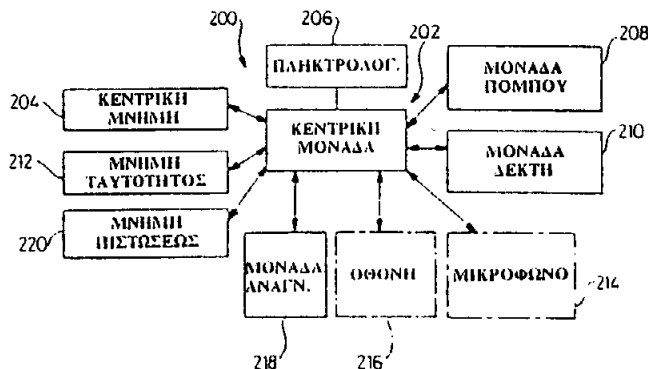 206
200
202
208
ΠΛΗΚΤΡΟΛΟΓ.
ΜΟΝΑΔΑ
ΠΟΜΠΟΥ
204
ΚΕΝΤΡΙΚΗ
ΜΝΗΜΗ
ΚΕΝΤΡΙΚΗ
ΜΟΝΑΔΑ
210
212
ΜΝΗΜΗ
ΤΑΥΤΟΤΗΤΟΣ
ΜΟΝΑΔΑ
ΔΕΚΤΗ
220
ΜΝΗΜΗ
ΠΙΣΤΩΣΕΩΣ
ΜΟΝΑΔΑ
ΑΝΑΓΝ.
ΟΘΟΝΗ
ΜΙΚΡΟΦΩΝΟ
214
218
216